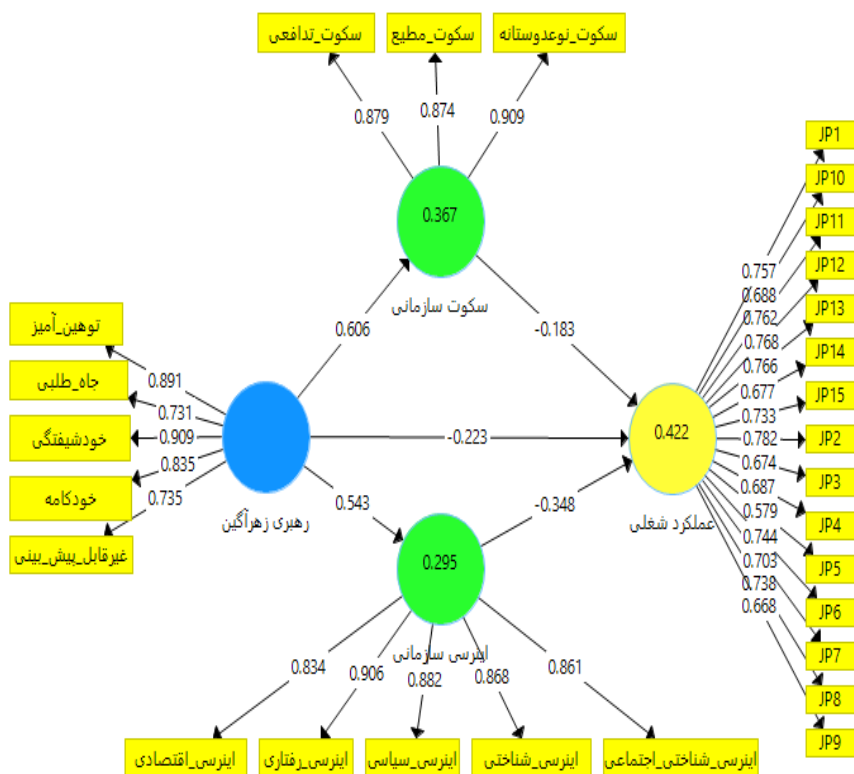 سکوت_تدافعی
سکوت_مطیع
سکوت_نوعدوستانه
0.879
0.874
0.909
0.367
سکوت سازمانی
0.606
-0.183
توهین_آمیز
جاه_طلبی
خودشیفتگی
خودکامه
غیرقابل_پیش_بینی
0.891
0.731
0.909
0.835
0.735
رهبری زهرآگین
-0.223
0.543
-0.348
0.422
عملکرد شغلی
0.295
اینرسی سازمانی
0.834
0.906
0.882
0.868
0.861
اینرسی_اقتصادی
اینرسی_رفتاری
اینرسی_سیاسی
اینرسی_شناختی
اینرسی_شناختی_اجتماعی
0.757
0.688
0.762
0.768
0.766
0.677
0.733
0.782
0.674
0.687
0.579
0.744
0.703
0.738
0.668
JP1
JP10
JP11
JP12
JP13
JP14
JP15
JP2
JP3
JP4
JP5
JP6
JP7
JP8
JP9